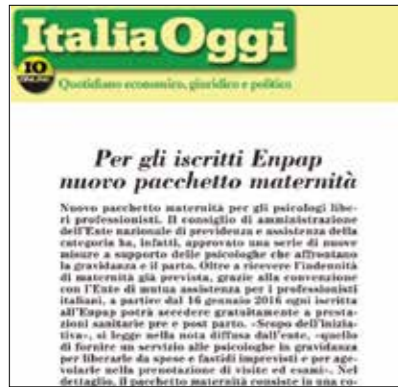 ItaliaOggi
IO
Quotidiano economico, giuridico e politico
Per gli iscritti Enpap
nuovo pacchetto maternità
Nuovo pacchetto maternità per gli psicologi libe-
ri professionisti. Il consiglio di amministrazione
dell'Ente nazionale di previdenza e assistenza della
categoria ha, infatti, approvato una serie di nuove
misure a supporto delle psicologhe che affrontano
la gravidanza e il parto. Oltre a ricevere l'indennità
di maternità già prevista, grazie alla convenzione
con l'Ente di mutua assistenza per i professionisti
italiani, a partire dal 16 gennaio 2016 ogni iscritta
all'Enpap potrà accedere gratuitamente a presta-
zioni sanitarie pre e post parto. «Scopo dell'inizia-
tiva», si legge nella nota diffusa dall'ente, «quello
di fornire un servizio alle psicologhe in gravidanza
per liberarle da spese e fastidi imprevisti e per age-
volarle nella prenotazione di visite ed esami». Nel
dettaglio, il pacchetto maternità consiste in una co-